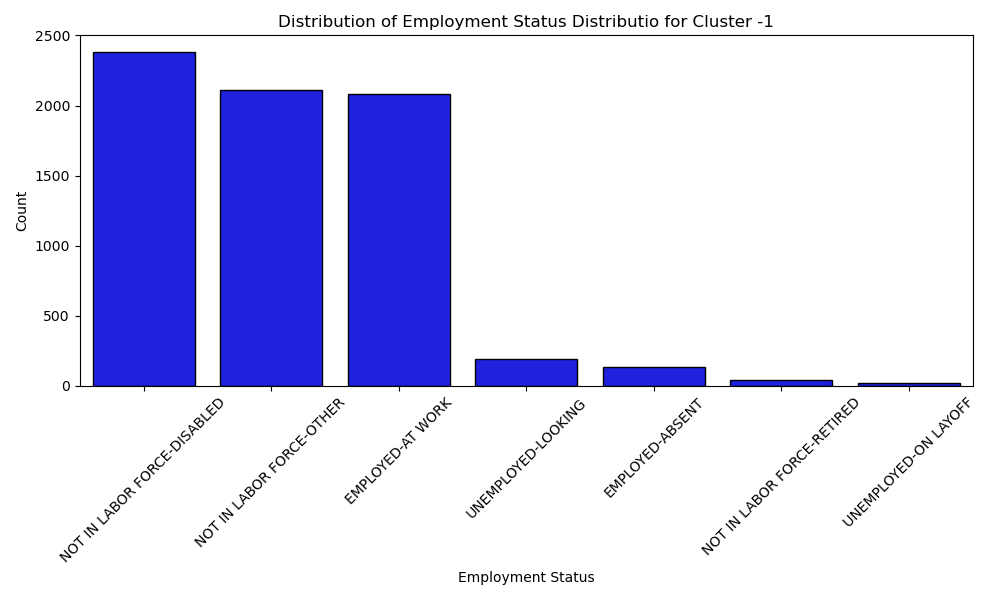 Distribution of Employment Status Distributio for Cluster -1
2500
2000
1500
1000
500
0
Count
NOT IN LABOR FORCE-DISABLED
NOT IN LABOR FORCE-OTHER
EMPLOYED-AT WORK
UNEMPLOYED-LOOKING
EMPLOYED-ABSENT
NOT IN LABOR FORCE-RETIRED
UNEMPLOYED-ON LAYOFF
Employment Status